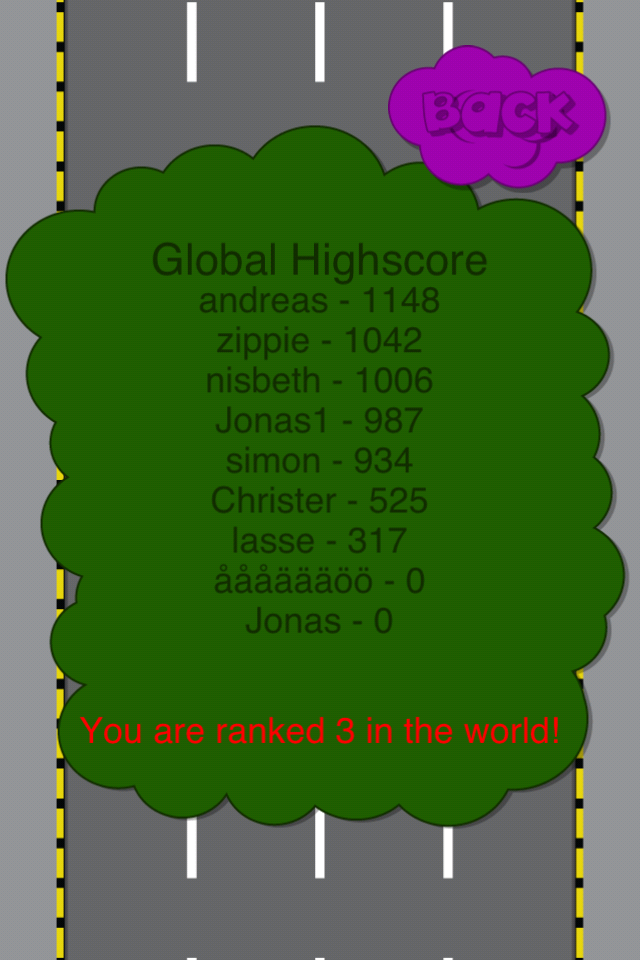 BACK
Global Highscore
andreas - 1148
zippie - 1042
nisbeth - 1006
Jonas1 - 987
simon - 934
Christer - 525
lasse - 317
åååäääöö - 0
Jonas - 0
You are ranked 3 in the world!